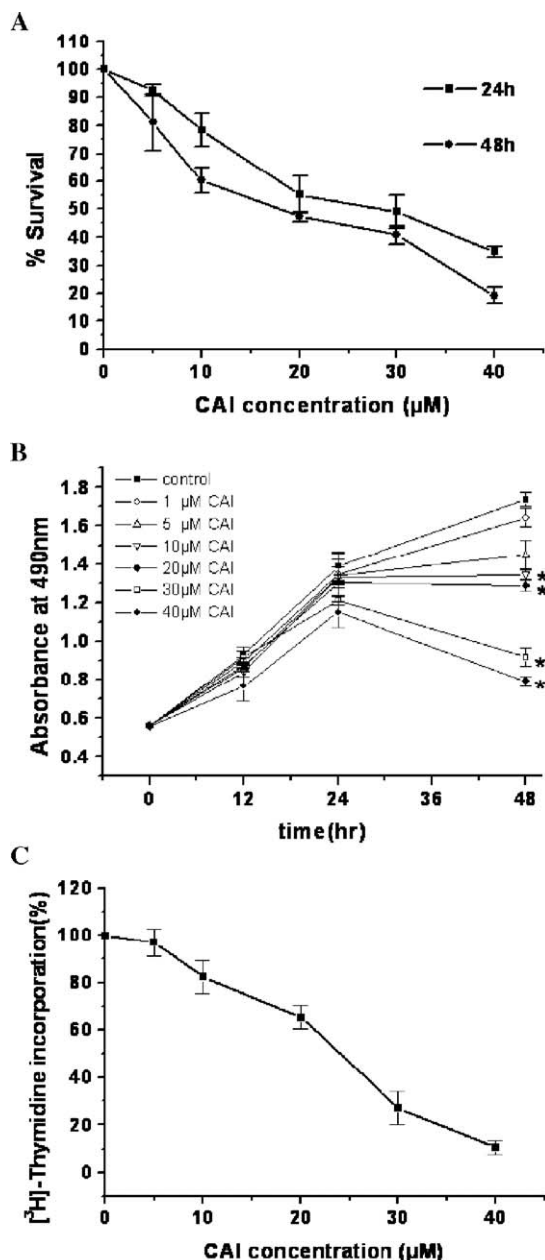 A
110
100
90
80
70
60
50
40
30
20
10
0
% Survival
24h
48h
0 10 20 30 40
CAI concentration (µM)
B
control
1 µM CAI
5 µM CAI
10µM CAI
20µM CAI
30µM CAI
40µM CAI
1.8
1.6
1.4
1.2
1.0
0.8
0.6
0.4
Absorbance at 490nm
*
*
*
0 12 24 36 48
time(hr)
C
120
100
80
60
40
20
0
[³H]-Thymidine incorporation(%)
0 10 20 30 40
CAI concentration (µM)